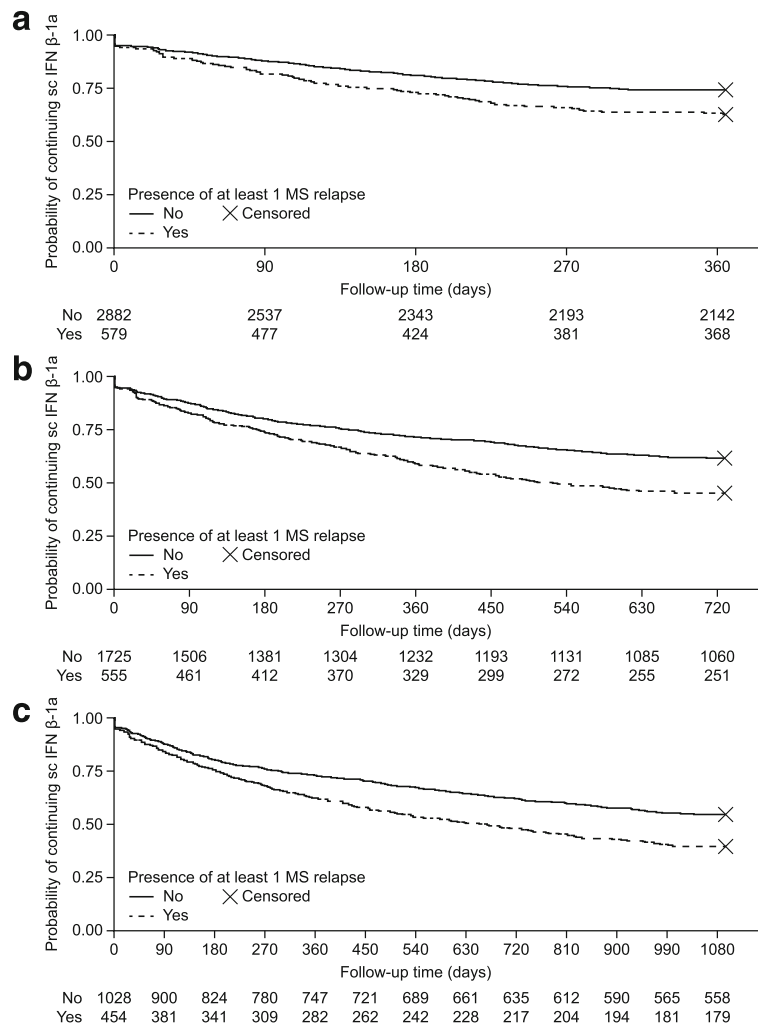 a
Probability of continuing sc IFN β-1a
1.00
0.75
0.50
0.25
0.00
Presence of at least 1 MS relapse
No Censored
Yes
0 90 180 270 360
Follow-up time (days)
No 2882 2537 2343 2193 2142
Yes 579 477 424 381 368
b
Probability of continuing sc IFN β-1a
1.00
0.75
0.50
0.25
0.00
Presence of at least 1 MS relapse
No Censored
Yes
0 90 180 270 360 450 540 630 720
Follow-up time (days)
No 1725 1506 1381 1304 1232 1193 1131 1085 1060
Yes 555 461 412 370 329 299 272 255 251
c
Probability of continuing sc IFN β-1a
1.00
0.75
0.50
0.25
0.00
Presence of at least 1 MS relapse
No Censored
Yes
0 90 180 270 360 450 540 630 720 810 900 990 1080
Follow-up time (days)
No 1028 900 824 780 747 721 689 661 635 612 590 565 558
Yes 454 381 341 309 282 262 242 228 217 204 194 181 179